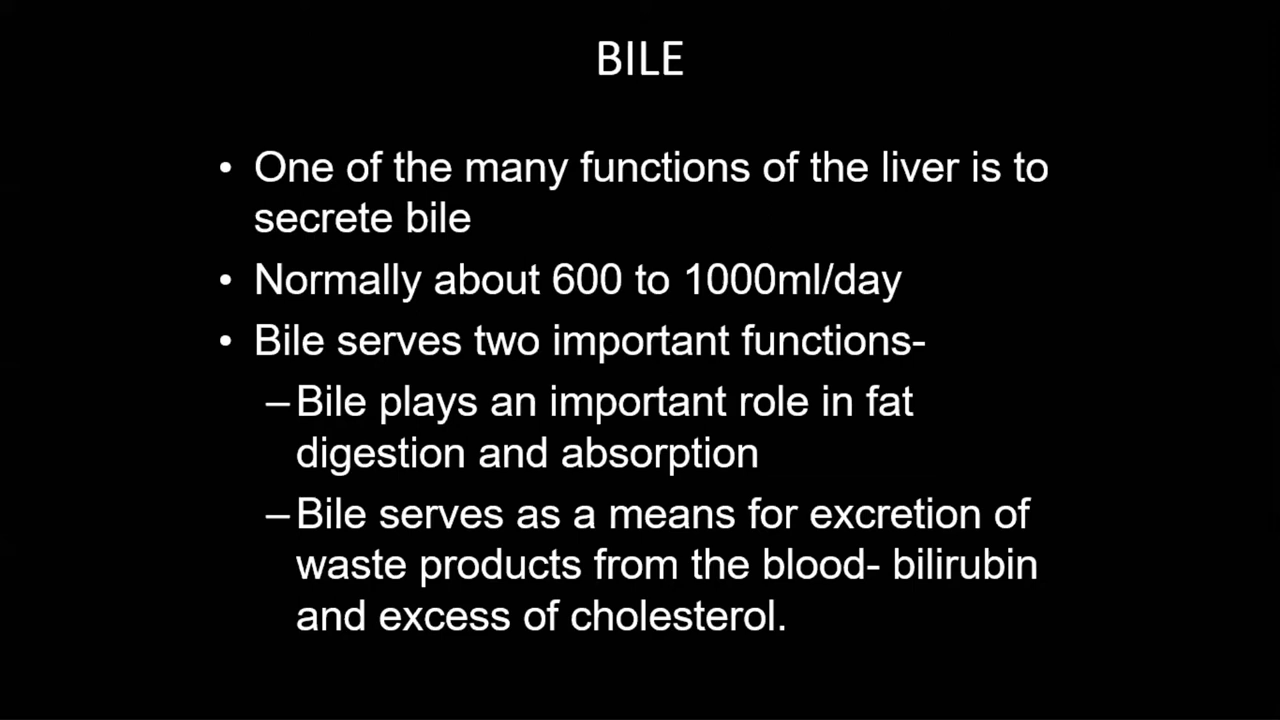 BILE
• One of the many functions of the liver is to
secrete bile
• Normally about 600 to 1000ml/day
• Bile serves two important functions-
–Bile plays an important role in fat
digestion and absorption
–Bile serves as a means for excretion of
waste products from the blood- bilirubin
and excess of cholesterol.